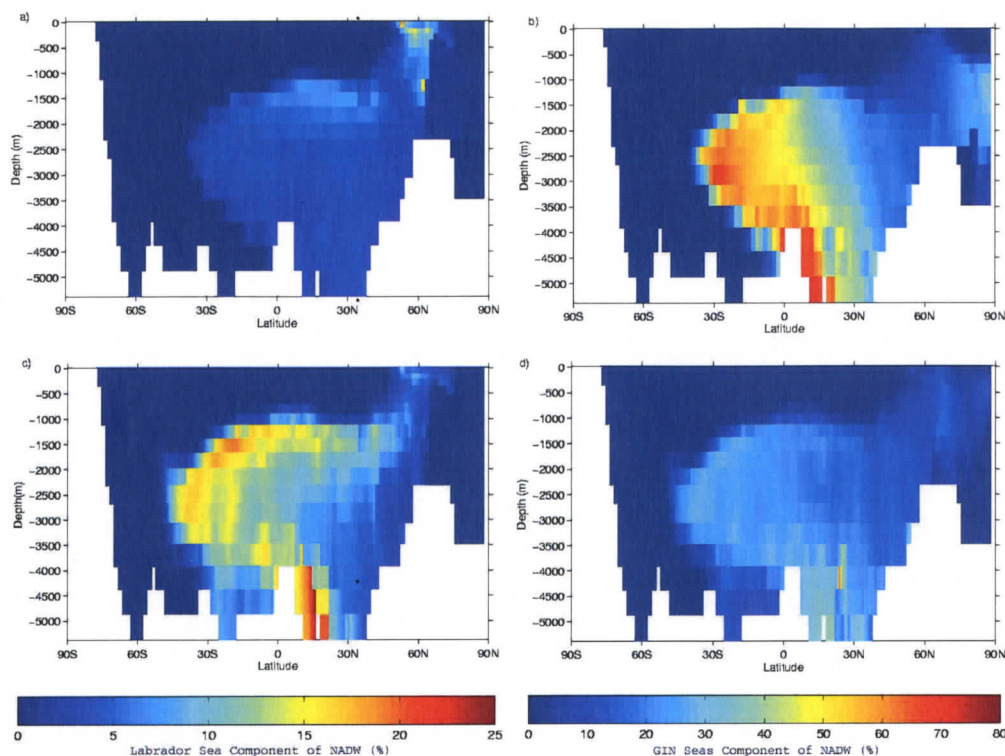 a)
0
-500
-1000
-1500
-2000
-2500
-3000
-3500
-4000
-4500
-5000
Depth (m)
90S 60S 30S 0 30N 60N 90N
Latitude
b)
0
-500
-1000
-1500
-2000
-2500
-3000
-3500
-4000
-4500
-5000
Depth (m)
90S 60S 30S 0 30N 60N 90N
Latitude
c)
0
-500
-1000
-1500
-2000
-2500
-3000
-3500
-4000
-4500
-5000
Depth(m)
90S 60S 30S 0 30N 60N 90N
Latitude
d)
0
-500
-1000
-1500
-2000
-2500
-3000
-3500
-4000
-4500
-5000
Depth (m)
90S 60S 30S 0 30N 60N 90N
Latitude
0 5 10 15 20 25
Labrador Sea Component of NADW (%)
0 10 20 30 40 50 60 70 80
GIN Seas Component of NADW (%)